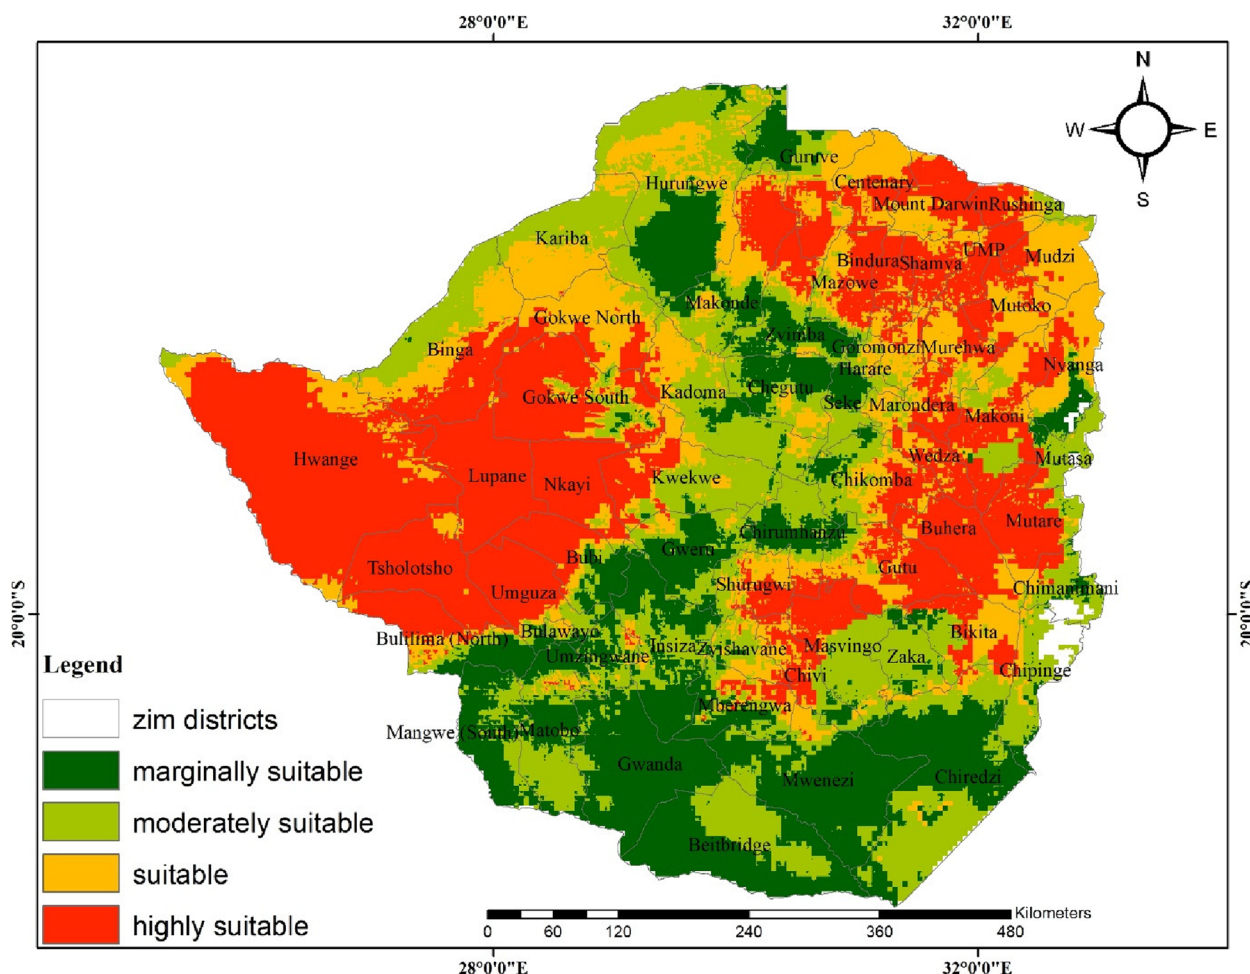 28°0'0"E
32°0'0"E
N
W
E
S
Guruve
Centenary
Hurungwe
Mount Darwin
Rushinga
Kariba
UMP
Mudzi
Bindura
Shamva
Mazowe
Makonde
Mutoko
Gokwe North
Zvimba
Binga
Goromonzi
Murehwa
Harare
Nyanga
Chegutu
Gokwe South
Kadoma
Seke
Marondera
Makoni
Hwange
Wedza
Mutasa
Lupane
Nkayi
Kwekwe
Chikomba
Mutare
Buhera
Chirumhanzu
Gweru
Bubi
Tsholotsho
Gutu
Shurugwi
Chimanimani
Umguza
20°0'0"S
20°0'0"S
Bulilima (North)
Bulawayo
Bikita
Insiza
Zvishavane
Masvingo
Umzingwane
Zaka
Chivi
Chipinge
Mberengwa
Mangwe (South)
Matobo
Gwanda
Mwenezi
Chiredzi
Beitbridge
Legend
zim districts
marginally suitable
moderately suitable
suitable
highly suitable
Kilometers
0 60 120 240 360 480
28°0'0"E
32°0'0"E